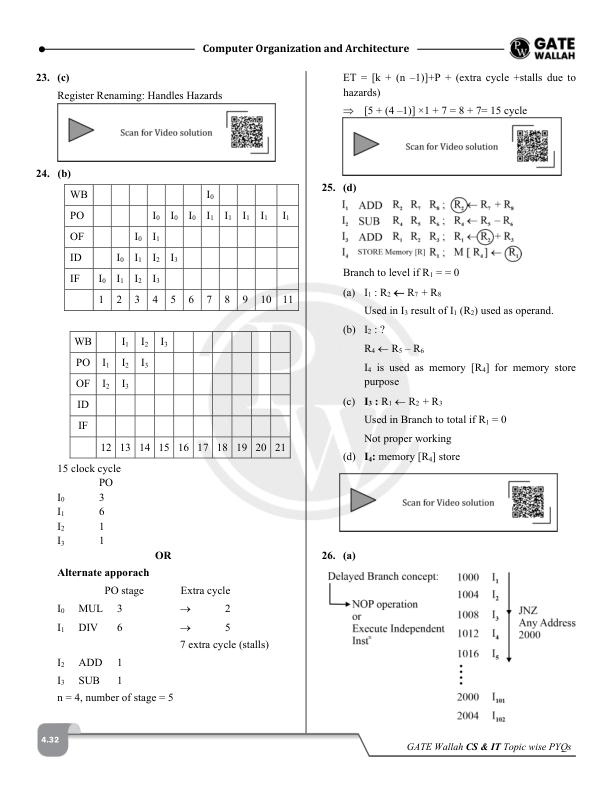 Computer Organization and Architecture
GATE
WALLAH
23. (c)
Register Renaming: Handles Hazards
Scan for Video solution
24. (b)
WB I₀
PO I₀ I₀ I₀ I₁ I₁ I₁ I₁ I₁
OF I₀ I₁
ID I₀ I₁ I₂ I₃
IF I₀ I₁ I₂ I₃
1 2 3 4 5 6 7 8 9 10 11
WB I₁ I₂ I₃
PO I₁ I₂ I₃
OF I₂ I₃
ID
IF
12 13 14 15 16 17 18 19 20 21
15 clock cycle
PO
I₀ 3
I₁ 6
I₂ 1
I₃ 1
OR
Alternate apporach
PO stage Extra cycle
I₀ MUL 3 → 2
I₁ DIV 6 → 5
7 extra cycle (stalls)
I₂ ADD 1
I₃ SUB 1
n = 4, number of stage = 5
ET = [k + (n –1)]+P + (extra cycle +stalls due to
hazards)
⇒ [5 + (4 –1)] ×1 + 7 = 8 + 7= 15 cycle
Scan for Video solution
25. (d)
I₁ ADD R₂ R₇ R₈ ; R₂ ← R₇ + R₈
I₂ SUB R₄ R₅ R₆ ; R₄ ← R₅ – R₆
I₃ ADD R₁ R₂ R₃ ; R₁ ← R₂ + R₃
I₄ STORE Memory [R] R₁ ; M [ R₄ ] ← R₁
Branch to level if R₁ = = 0
(a) I₁ : R₂ ← R₇ + R₈
Used in I₃ result of I₁ (R₂) used as operand.
(b) I₂ : ?
R₄ ← R₅ – R₆
I₄ is used as memory [R₄] for memory store
purpose
(c) I₃ : R₁ ← R₂ + R₃
Used in Branch to total if R₁ = 0
Not proper working
(d) I₄: memory [R₄] store
Scan for Video solution
26. (a)
Delayed Branch concept:
NOP operation
or
Execute Independent
Instⁿ
1000 I₁
1004 I₂
1008 I₃
1012 I₄
1016 I₅
2000 I₁₀₁
2004 I₁₀₂
JNZ
Any Address
2000
4.32
GATE Wallah CS & IT Topic wise PYQs